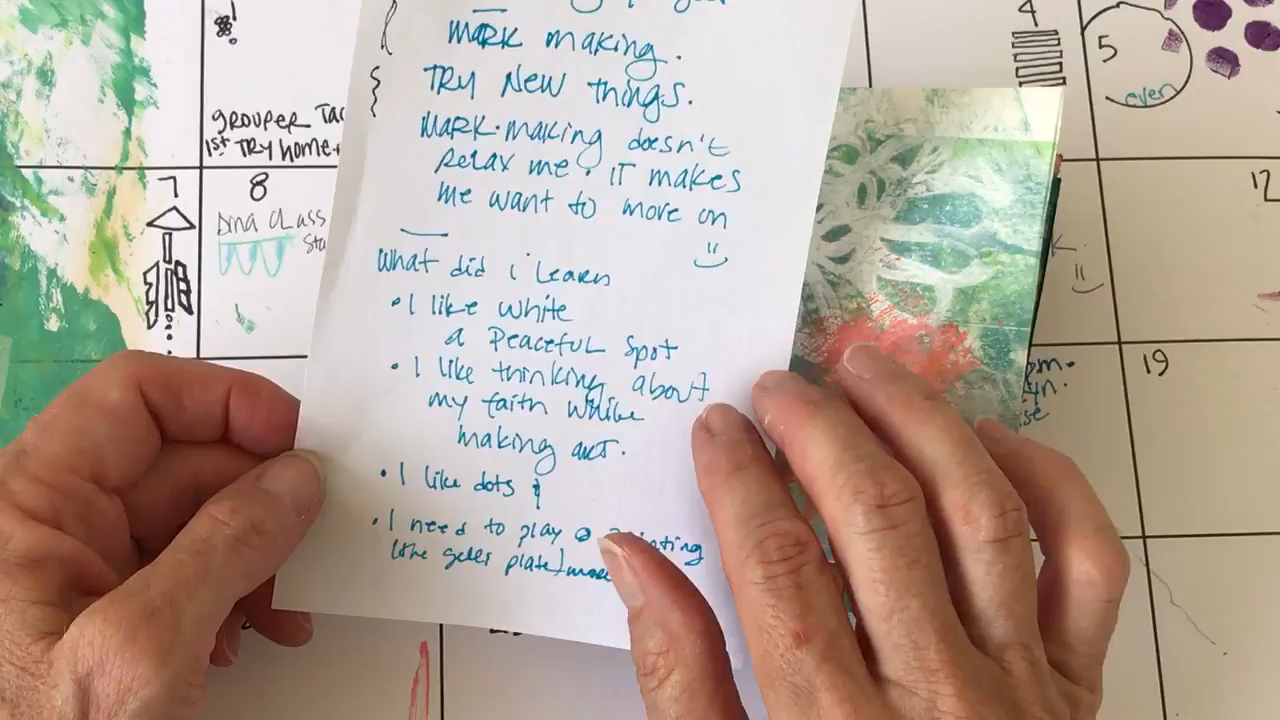 mark making.
Try New things.
Mark-making doesn't
relax me. IT makes
me want to more on
what did i Learn
• I like white
a Peaceful spot
• I like thinking about
my faith while
making art.
• I like dots &
• I need to play
(the gelli plate) more
grouper
1st Try home
4
5
even
7
8
Dina CLass
12
19